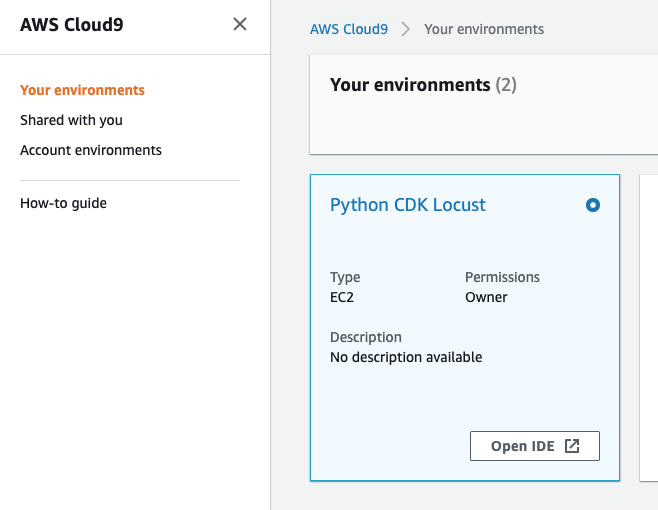 AWS Cloud9
Your environments
Shared with you
Account environments
How-to guide
AWS Cloud9 > Your environments
Your environments (2)
Python CDK Locust
Type
EC2
Permissions
Owner
Description
No description available
Open IDE